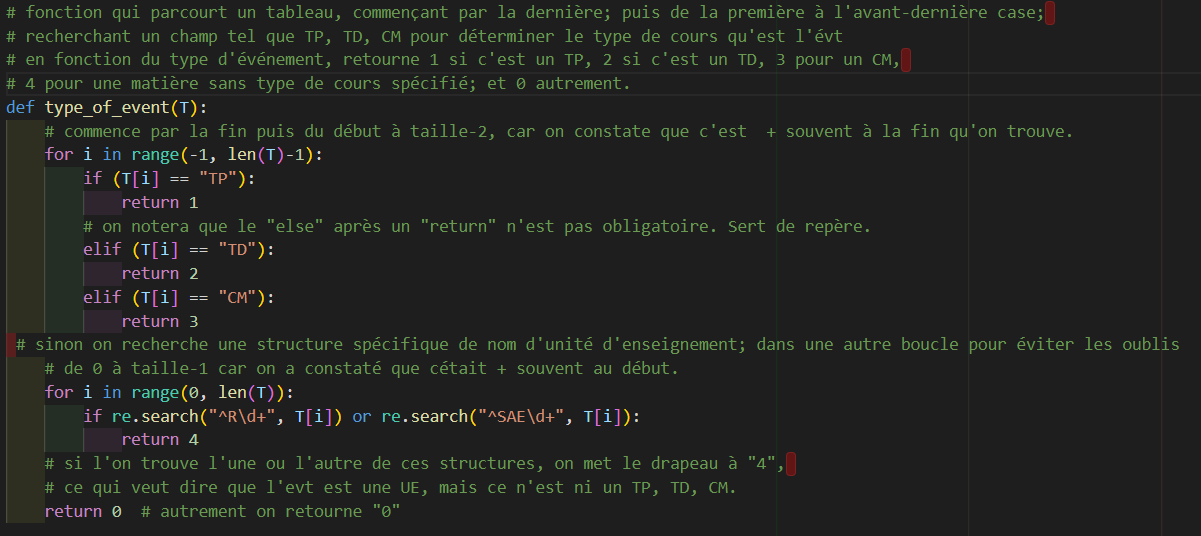 # fonction qui parcourt un tableau, commençant par la dernière; puis de la première à l'avant-dernière case;
# recherchant un champ tel que TP, TD, CM pour déterminer le type de cours qu'est l'évt
# en fonction du type d'événement, retourne 1 si c'est un TP, 2 si c'est un TD, 3 pour un CM,
# 4 pour une matière sans type de cours spécifié; et 0 autrement.
def type_of_event(T):
    # commence par la fin puis du début à taille-2, car on constate que c'est  + souvent à la fin qu'on trouve.
    for i in range(-1, len(T)-1):
        if (T[i] == "TP"):
            return 1
        # on notera que le "else" après un "return" n'est pas obligatoire. Sert de repère.
        elif (T[i] == "TD"):
            return 2
        elif (T[i] == "CM"):
            return 3
 # sinon on recherche une structure spécifique de nom d'unité d'enseignement; dans une autre boucle pour éviter les oublis
    # de 0 à taille-1 car on a constaté que cétait + souvent au début.
    for i in range(0, len(T)):
        if re.search("^R\d+", T[i]) or re.search("^SAE\d+", T[i]):
            return 4
    # si l'on trouve l'une ou l'autre de ces structures, on met le drapeau à "4",
    # ce qui veut dire que l'evt est une UE, mais ce n'est ni un TP, TD, CM.
    return 0  # autrement on retourne "0"